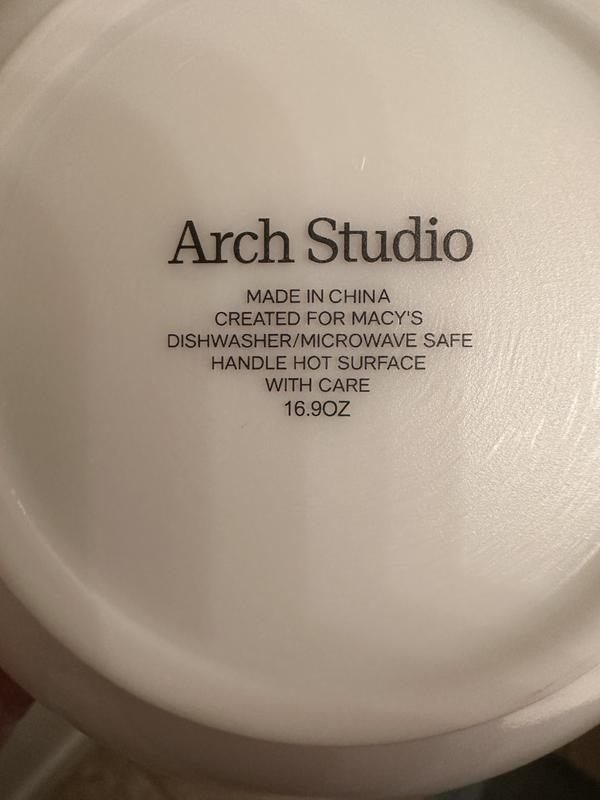 Arch Studio
MADE IN CHINA
CREATED FOR MACY'S
DISHWASHER/MICROWAVE SAFE
HANDLE HOT SURFACE
WITH CARE
16.9OZ